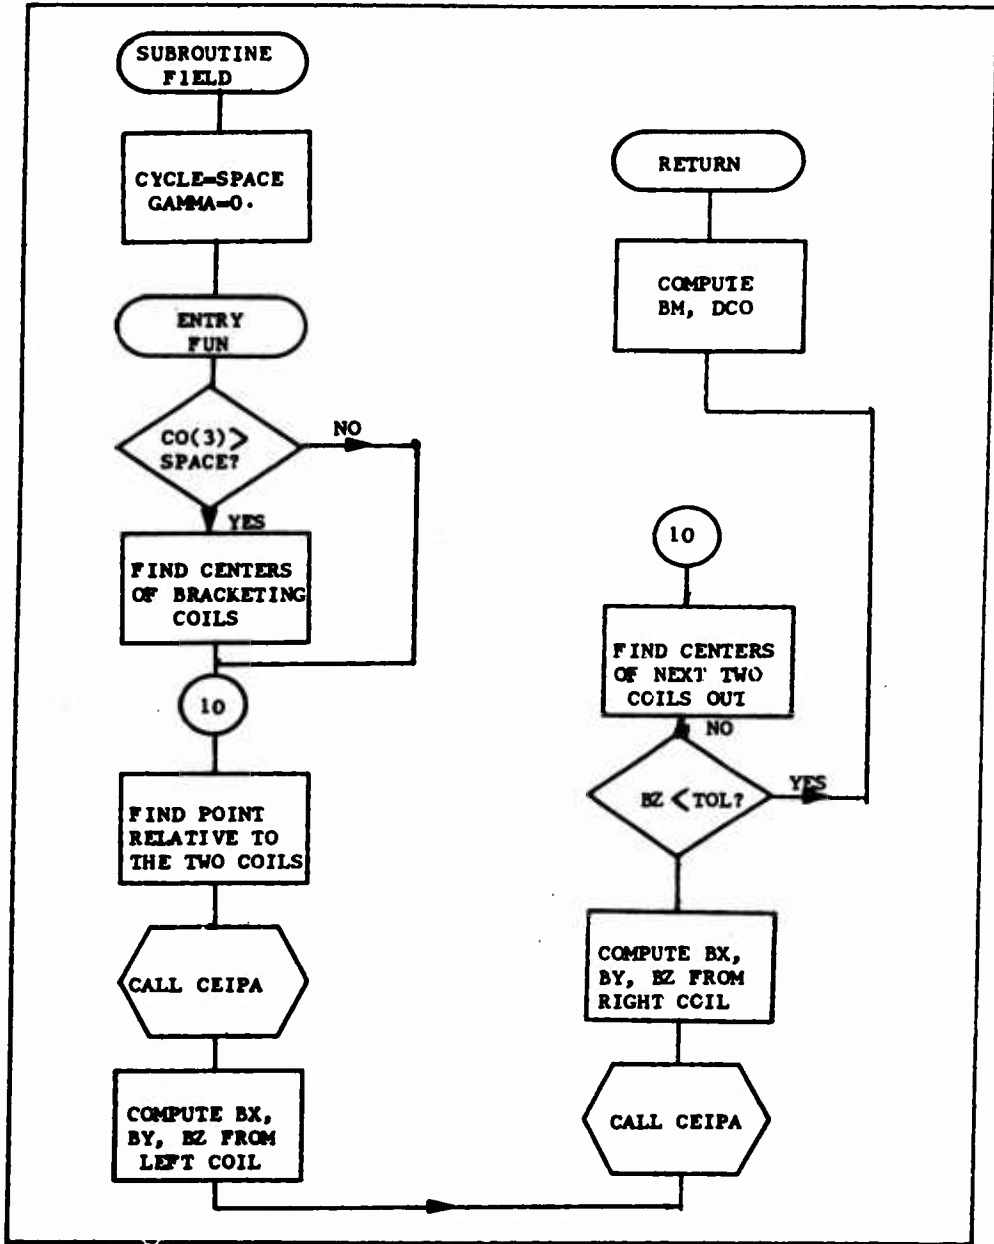 SUBROUTINE
FIELD
CYCLE=SPACE
GAMMA=0.
ENTRY
FUN
CO(3)>
SPACE?
NO
YES
FIND CENTERS
OF BRACKETING
COILS
10
FIND POINT
RELATIVE TO
THE TWO COILS
CALL CEIPA
COMPUTE BX,
BY, BZ FROM
LEFT COIL
RETURN
COMPUTE
BM, DCO
10
FIND CENTERS
OF NEXT TWO
COILS OUT
NO
BZ < TOL?
YES
COMPUTE BX,
BY, BZ FROM
RIGHT COIL
CALL CEIPA